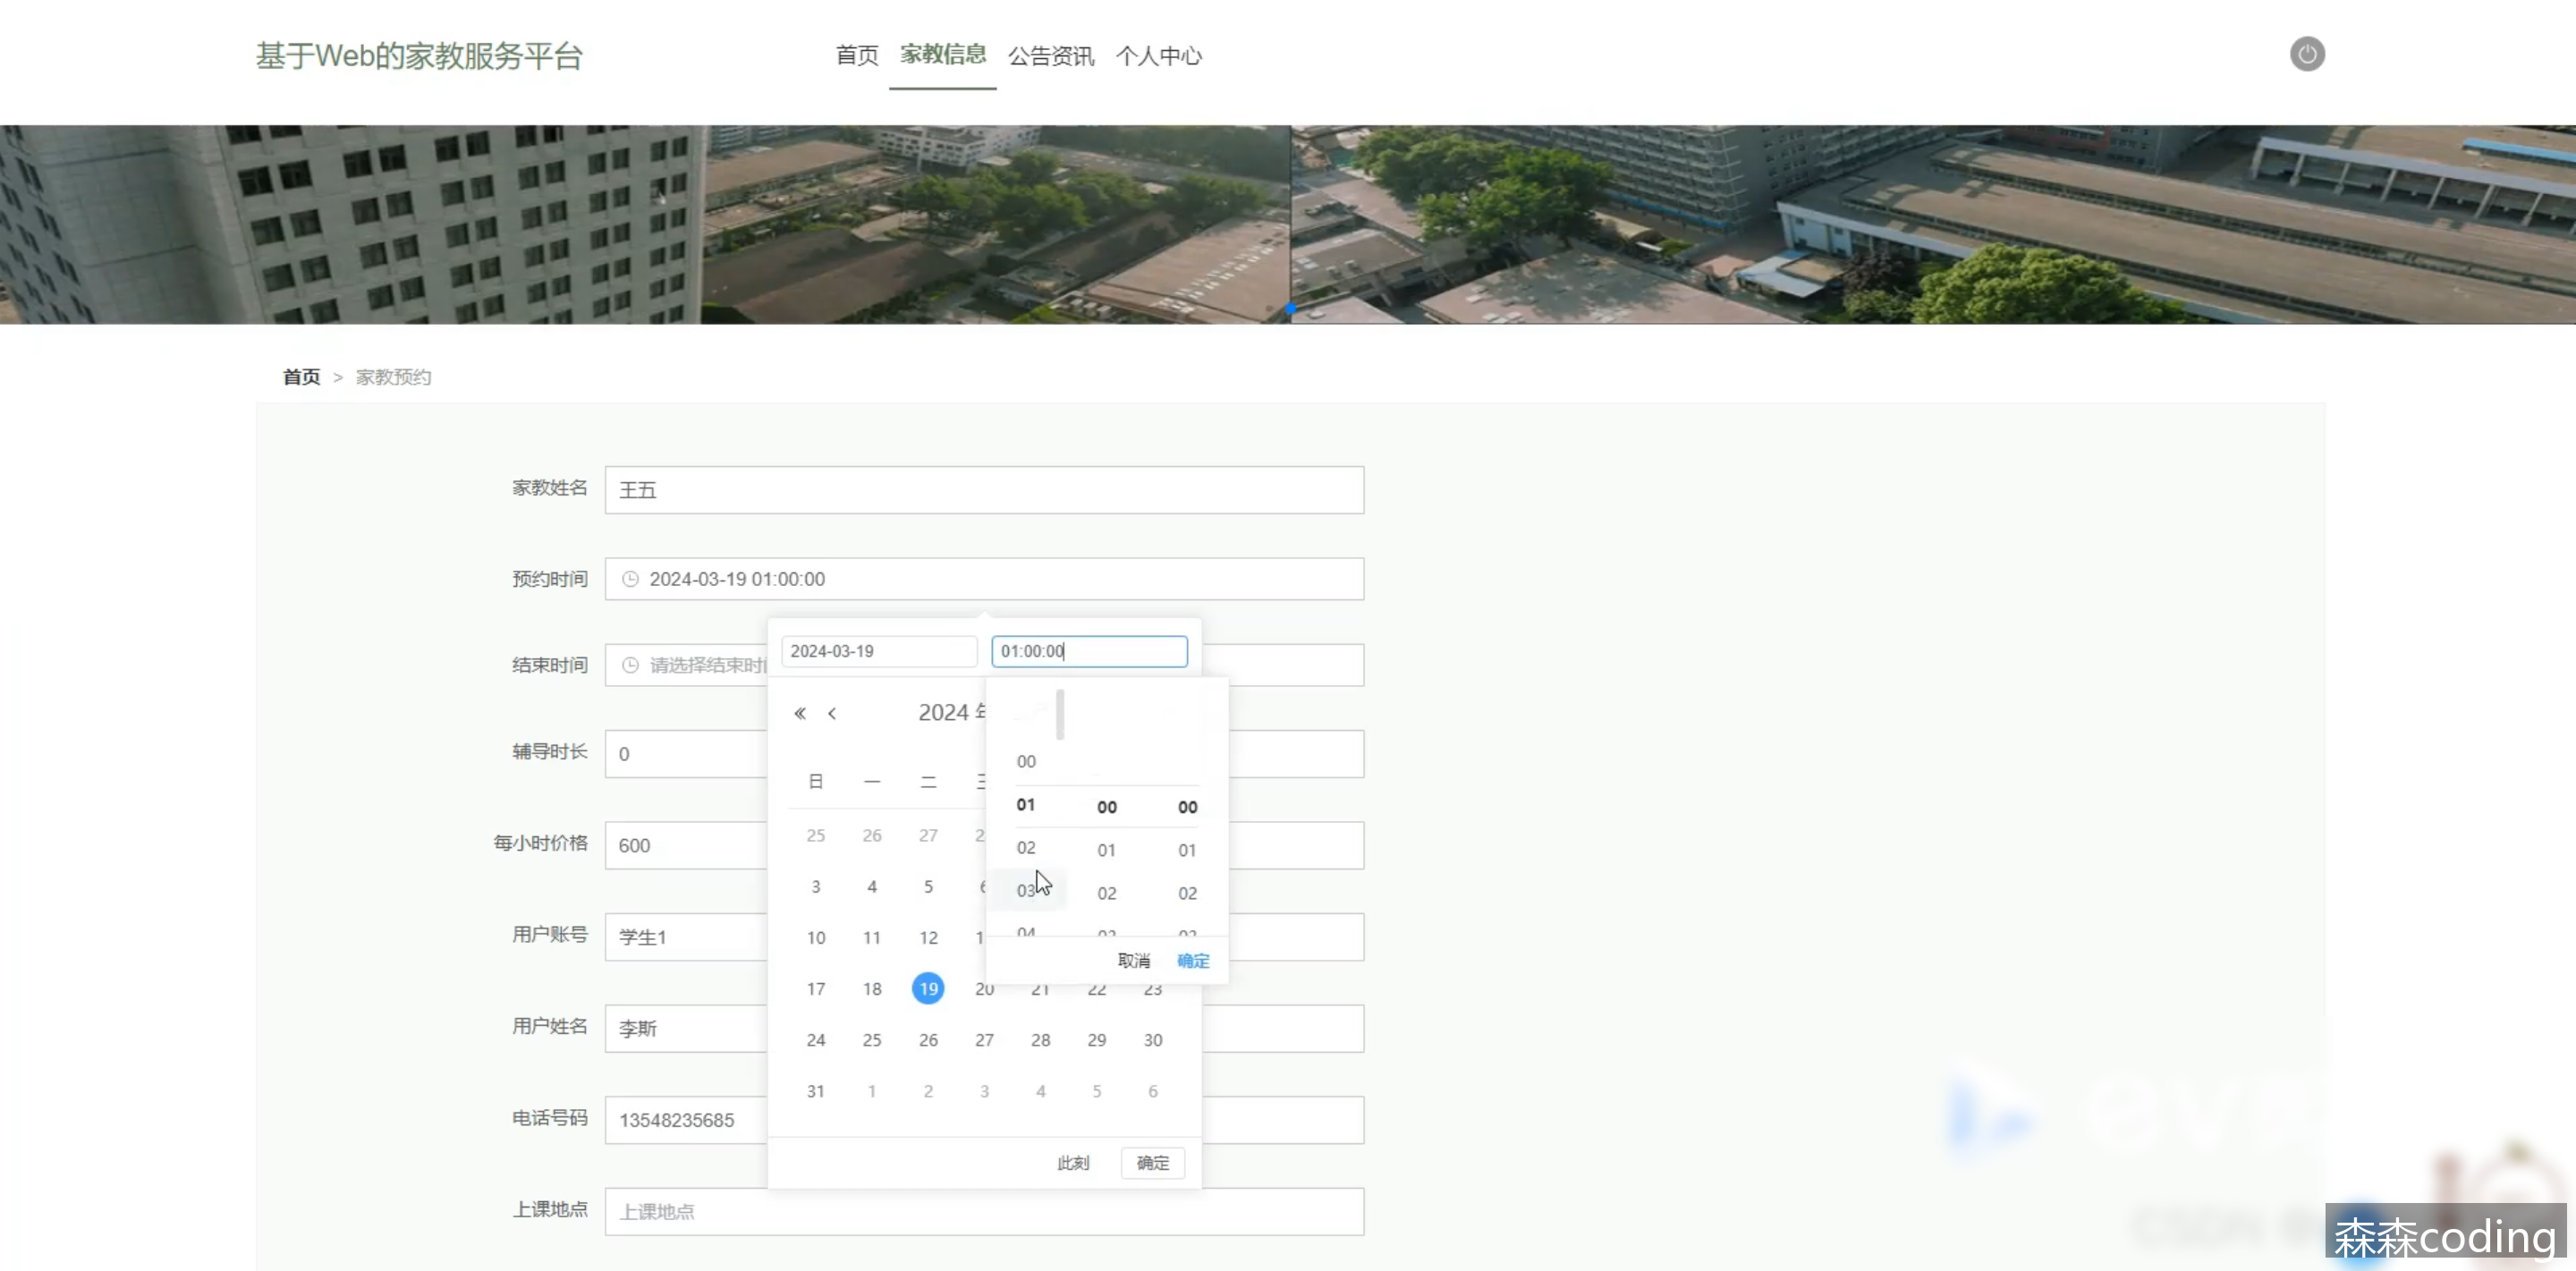 基于Web的家教服务平台
首页 家教信息 公告资讯 个人中心
首页 > 家教预约
家教姓名 王五
预约时间 2024-03-19 01:00:00
结束时间 请选择结束时
辅导时长 0
每小时价格 600
用户账号 学生1
用户姓名 李斯
电话号码 13548235685
上课地点 上课地点
2024-03-19 01:00:00
« < 2024
日 一 二
25 26 27
3 4 5
10 11 12
17 18 19 20 21 22 23
24 25 26 27 28 29 30
31 1 2 3 4 5 6
此刻 确定
00
01 00 00
02 01 01
03 02 02
04 03 03
取消 确定
森森coding